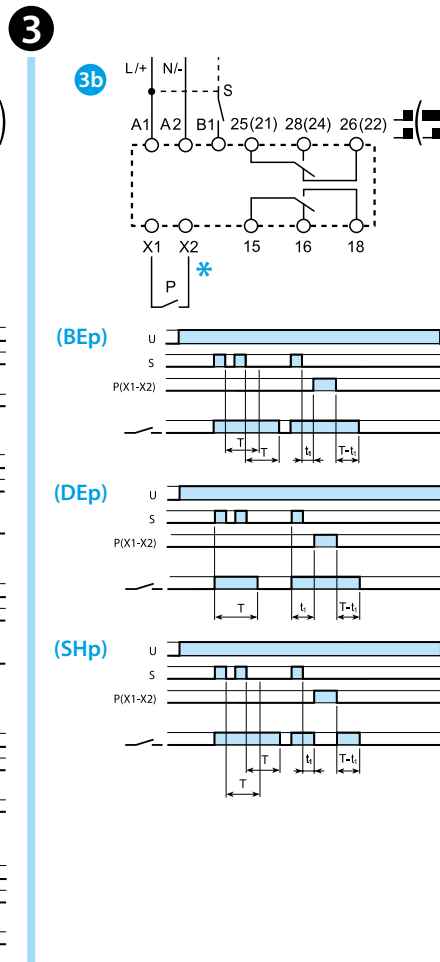 3
3b
L/+ N/-
S
A1 A2 B1 25(21) 28(24) 26(22)
X1 X2 15 16 18
*
P
(BEp)
U
S
P(X1-X2)
T
T t₁ T-t₁
(DEp)
U
S
P(X1-X2)
T t₁ T-t₁
(SHp)
U
S
P(X1-X2)
T t₁ T-t₁
T